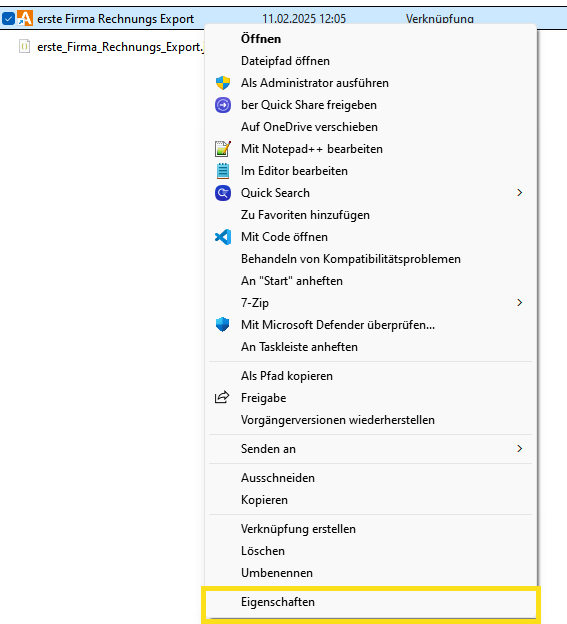 erste Firma Rechnungs Export 11.02.2025 12:05 Verknüpfung
erste_Firma_Rechnungs_Export.
Öffnen
Dateipfad öffnen
Als Administrator ausführen
ber Quick Share freigeben
Auf OneDrive verschieben
Mit Notepad++ bearbeiten
Im Editor bearbeiten
Quick Search
Zu Favoriten hinzufügen
Mit Code öffnen
Behandeln von Kompatibilitätsproblemen
An "Start" anheften
7-Zip
Mit Microsoft Defender überprüfen...
An Taskleiste anheften
Als Pfad kopieren
Freigabe
Vorgängerversionen wiederherstellen
Senden an
Ausschneiden
Kopieren
Verknüpfung erstellen
Löschen
Umbenennen
Eigenschaften